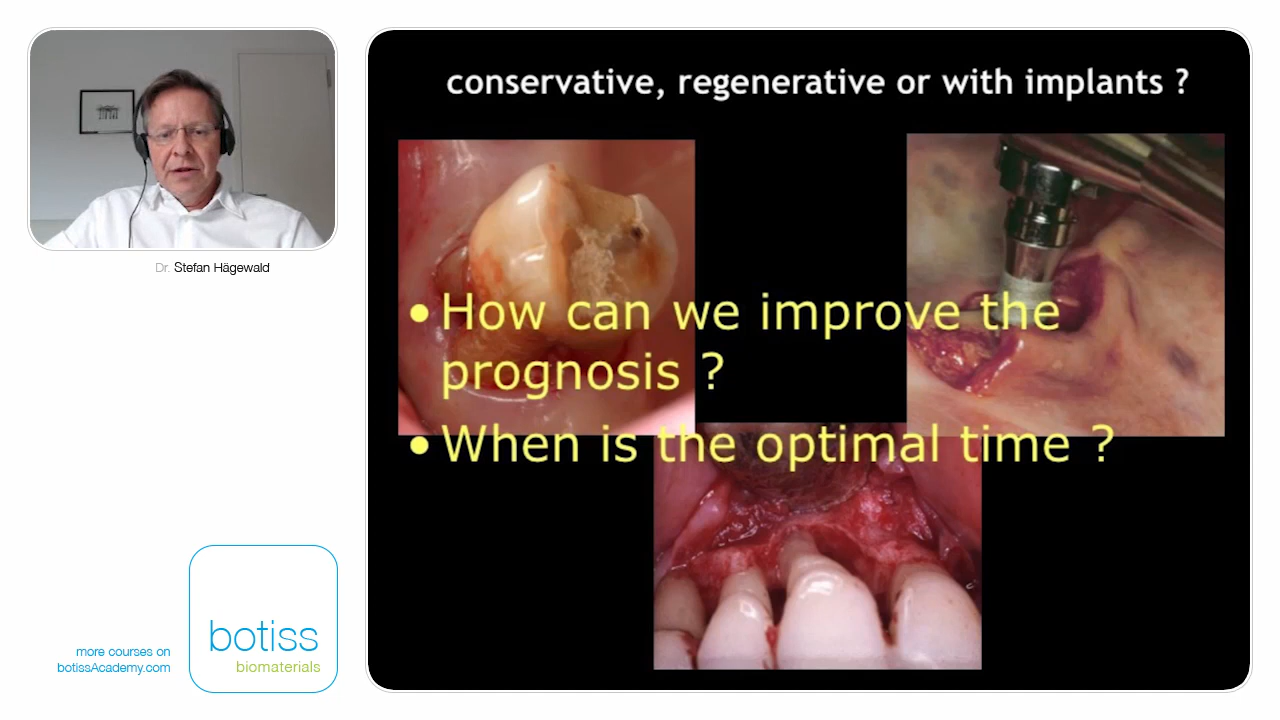 conservative, regenerative or with implants ?
Dr. Stefan Hägewald
•How can we improve the
prognosis ?
•When is the optimal time ?
botiss
biomaterials
more courses on
botissAcademy.com